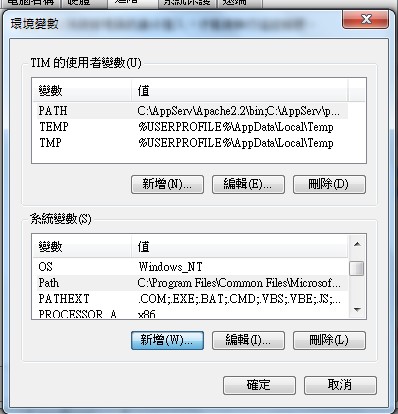 電腦名稱 硬體 進階 系統保護 遠端
環境變數
TIM 的使用者變數(U)
變數 值
PATH C:\AppServ\Apache2.2\bin;C:\AppServ\p...
TEMP %USERPROFILE%\AppData\Local\Temp
TMP %USERPROFILE%\AppData\Local\Temp
新增(N)... 編輯(E)... 刪除(D)
系統變數(S)
變數 值
OS Windows_NT
Path C:\Program Files\Common Files\Microsof...
PATHEXT .COM;.EXE;.BAT;.CMD;.VBS;.VBE;.JS;...
PROCESSOR_A... x86
新增(W)... 編輯(I)... 刪除(L)
確定 取消